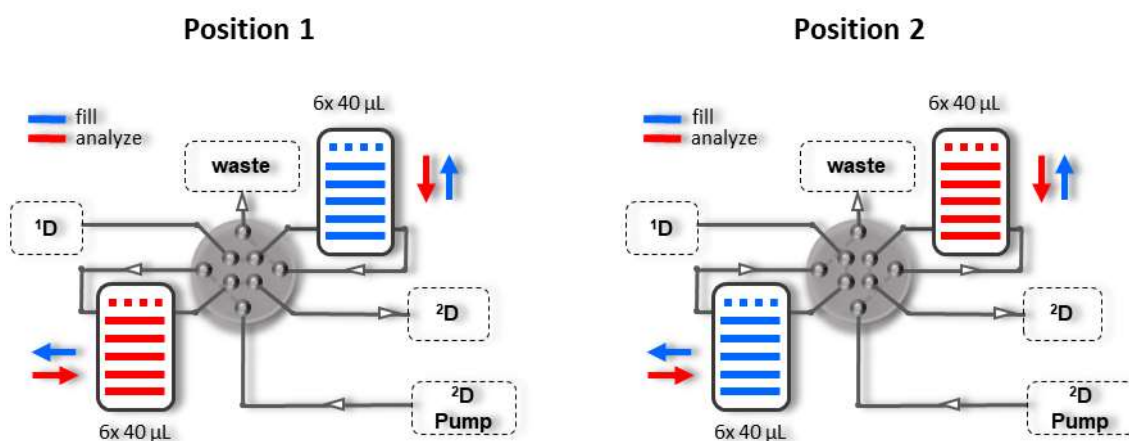 Position 1
6x 40 µL
fill
analyze
waste
¹D
²D
²D
Pump
6x 40 µL
Position 2
6x 40 µL
fill
analyze
waste
¹D
²D
²D
Pump
6x 40 µL